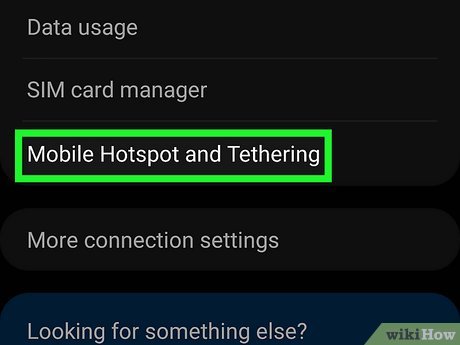 Data usage
SIM card manager
Mobile Hotspot and Tethering
More connection settings
Looking for something else?
wikiHow